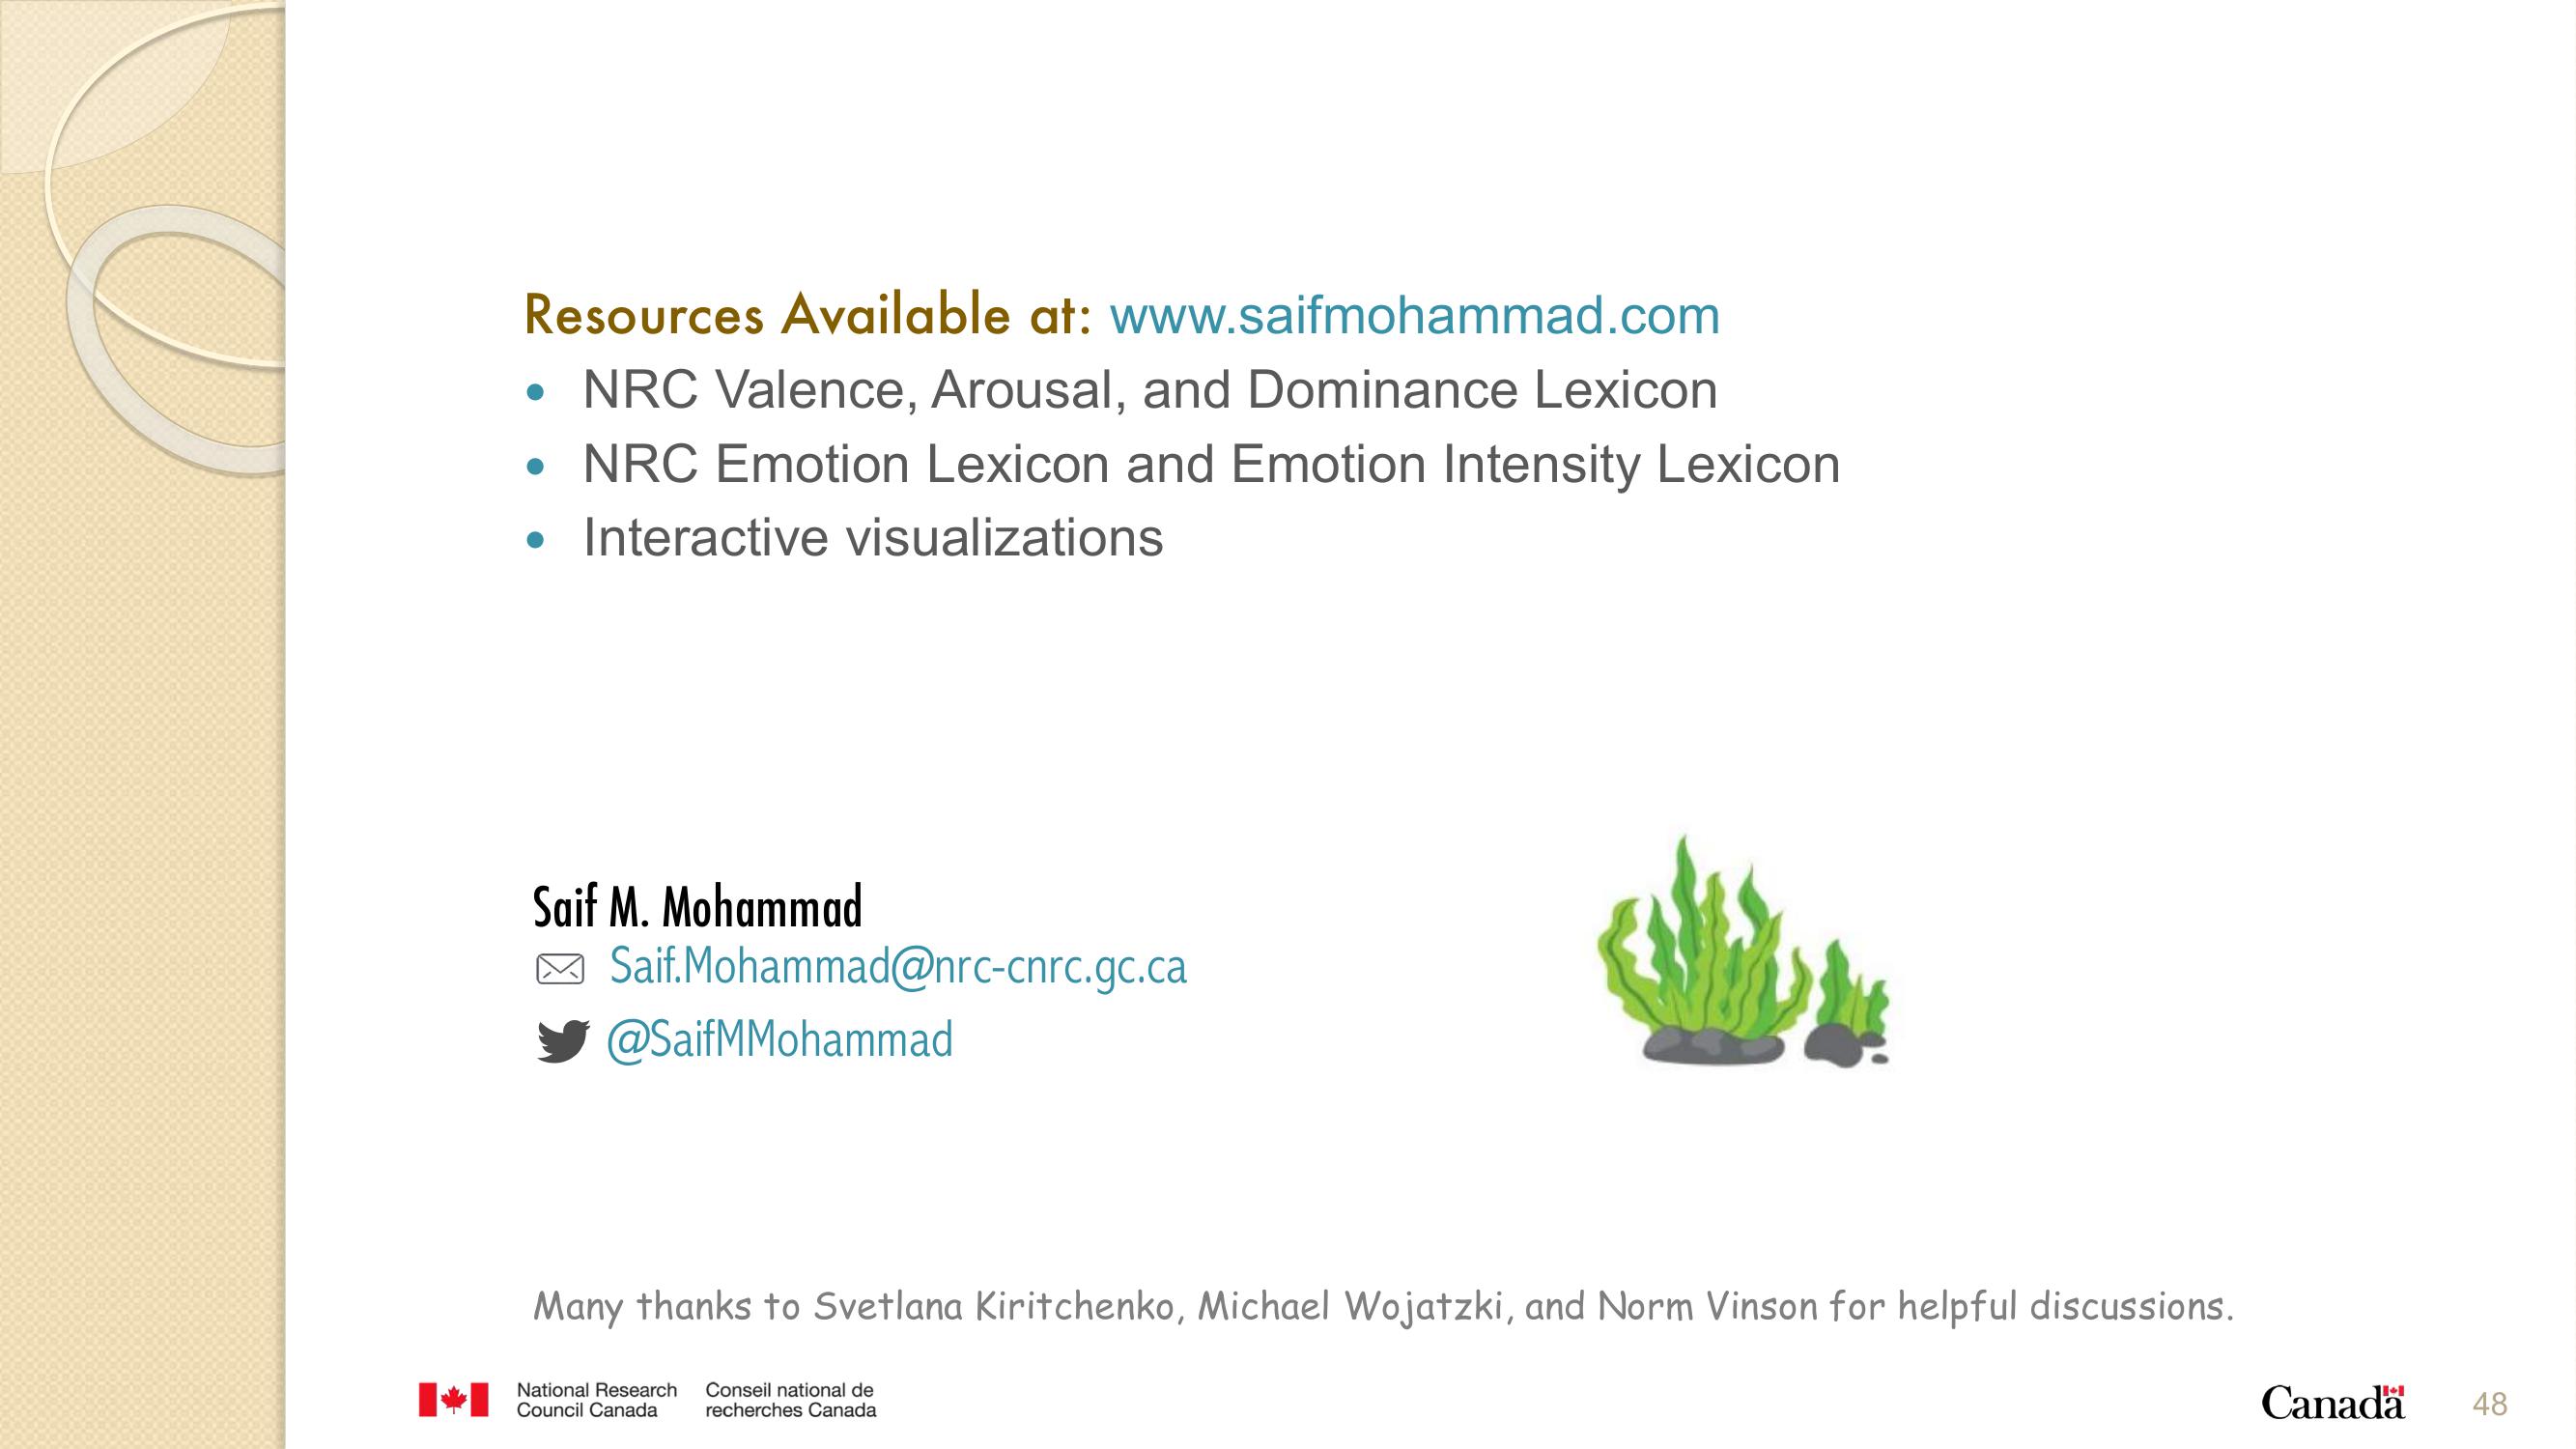 Resources Available at: www.saifmohammad.com
• NRC Valence, Arousal, and Dominance Lexicon
• NRC Emotion Lexicon and Emotion Intensity Lexicon
• Interactive visualizations
Saif M. Mohammad
Saif.Mohammad@nrc-cnrc.gc.ca
@SaifMMohammad
Many thanks to Svetlana Kiritchenko, Michael Wojatzki, and Norm Vinson for helpful discussions.
National Research
Council Canada
Conseil national de
recherches Canada
Canada
48